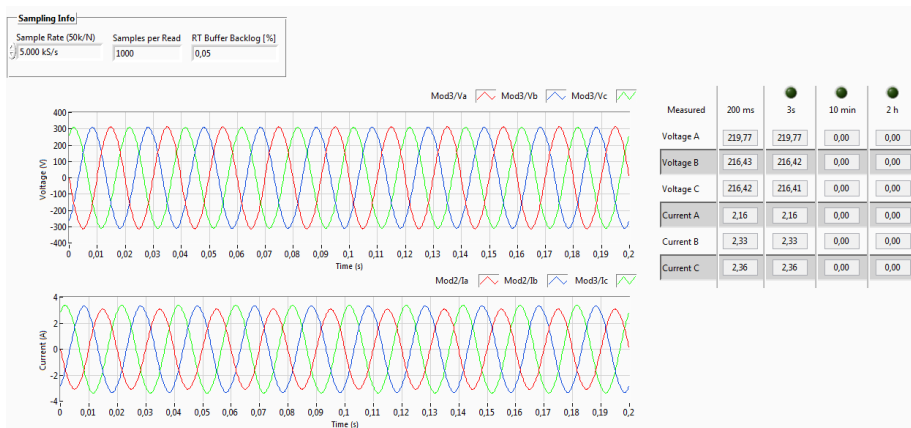 Sampling Info
Sample Rate (50k/N) Samples per Read RT Buffer Backlog [%]
5.000 kS/s 1000 0,05
Mod3/Va Mod3/Vb Mod3/Vc
Voltage (V)
400
300
200
100
0
-100
-200
-300
-400
0 0,01 0,02 0,03 0,04 0,05 0,06 0,07 0,08 0,09 0,1 0,11 0,12 0,13 0,14 0,15 0,16 0,17 0,18 0,19 0,2
Time (s)
Mod2/Ia Mod2/Ib Mod3/Ic
Current (A)
4
2
0
-2
-4
0 0,01 0,02 0,03 0,04 0,05 0,06 0,07 0,08 0,09 0,1 0,11 0,12 0,13 0,14 0,15 0,16 0,17 0,18 0,19 0,2
Time (s)
Measured 200 ms 3s 10 min 2 h
Voltage A 219,77 219,77 0,00 0,00
Voltage B 216,43 216,42 0,00 0,00
Voltage C 216,42 216,41 0,00 0,00
Current A 2,16 2,16 0,00 0,00
Current B 2,33 2,33 0,00 0,00
Current C 2,36 2,36 0,00 0,00